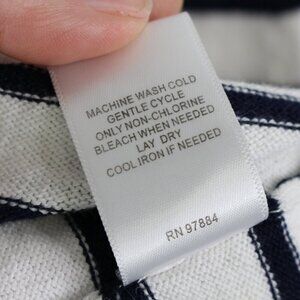 MACHINE WASH COLD
GENTLE CYCLE
ONLY NON-CHLORINE
BLEACH WHEN NEEDED
LAY DRY
COOL IRON IF NEEDED
RN 97884